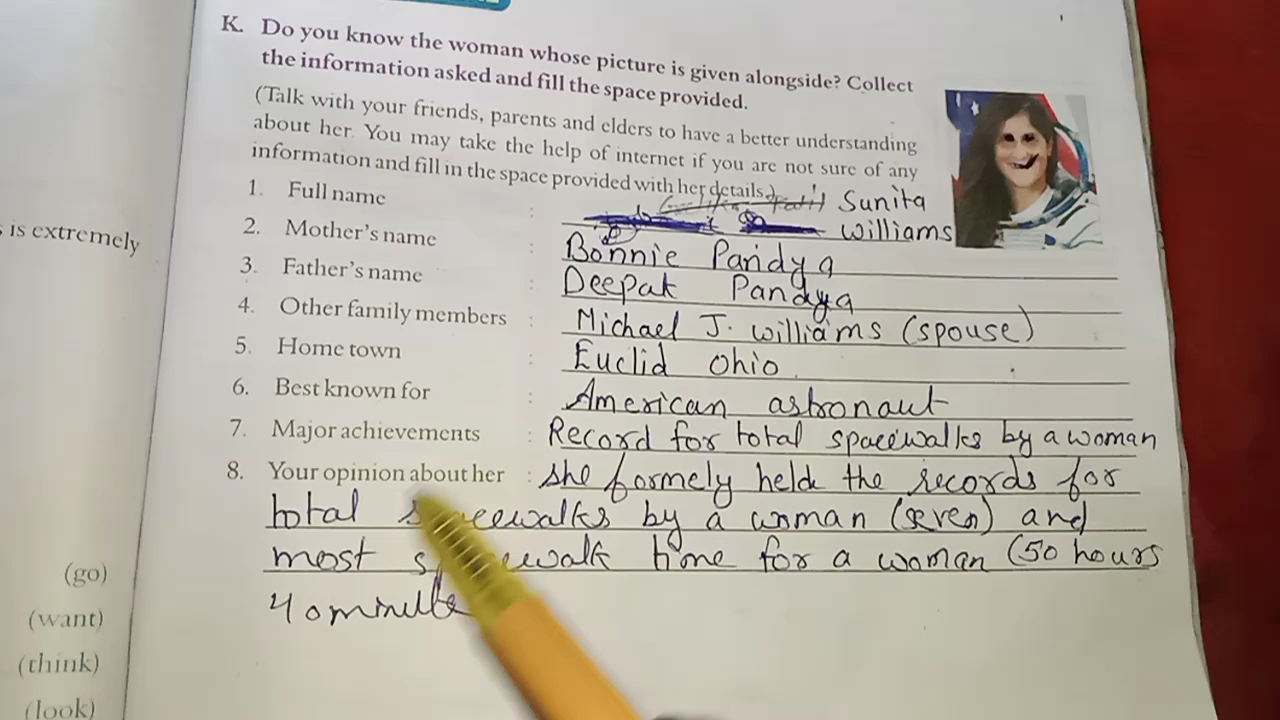 K. Do you know the woman whose picture is given alongside? Collect
the information asked and fill the space provided.
(Talk with your friends, parents and elders to have a better understanding
about her. You may take the help of internet if you are not sure of any
information and fill in the space provided with her details.)
1. Full name : Sunita
williams
2. Mother's name : Bonnie Pandya
3. Father's name : Deepak Pandya
4. Other family members : Michael J. williams (spouse)
5. Home town : Euclid ohio
6. Best known for : American astronaut
7. Major achievements : Record for total spacewalks by a woman
8. Your opinion about her : she formely held the records for
total spacewalks by a woman (seven) and
most spacewalk time for a woman (50 hours
40 minute
s extremely
(go)
(want)
(think)
(look)